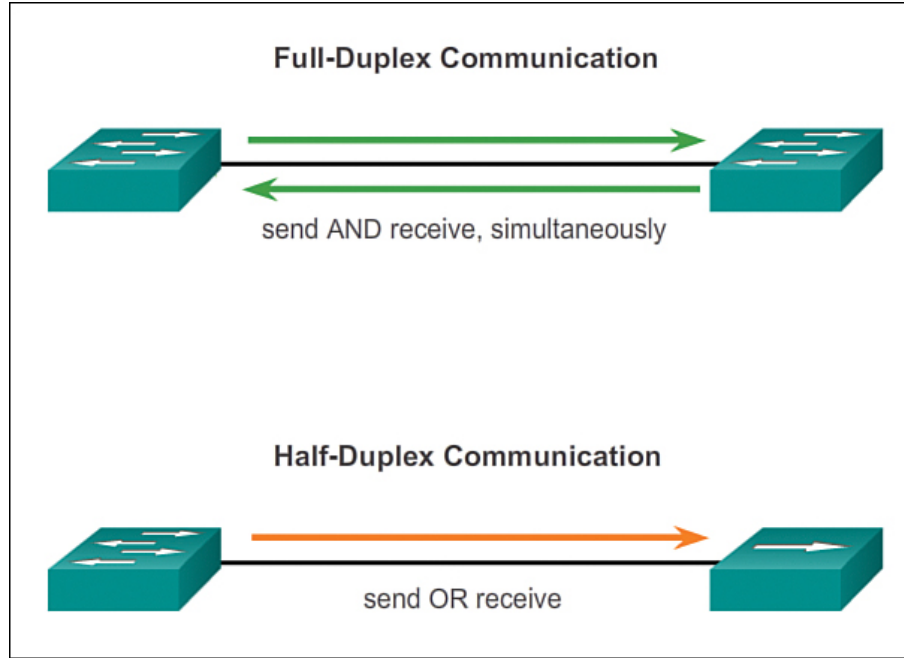 Full-Duplex Communication
send AND receive, simultaneously
Half-Duplex Communication
send OR receive